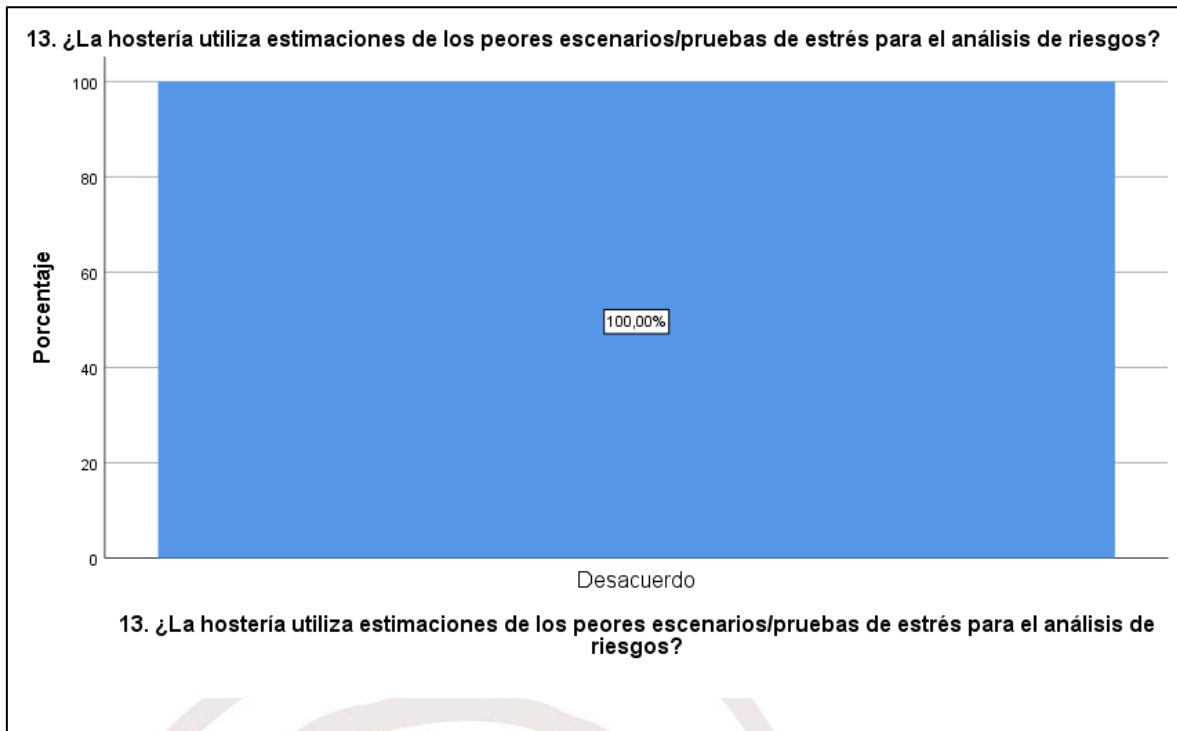 13. ¿La hostería utiliza estimaciones de los peores escenarios/pruebas de estrés para el análisis de riesgos?
100
80
60
40
20
0
Porcentaje
100,00%
Desacuerdo
13. ¿La hostería utiliza estimaciones de los peores escenarios/pruebas de estrés para el análisis de
riesgos?